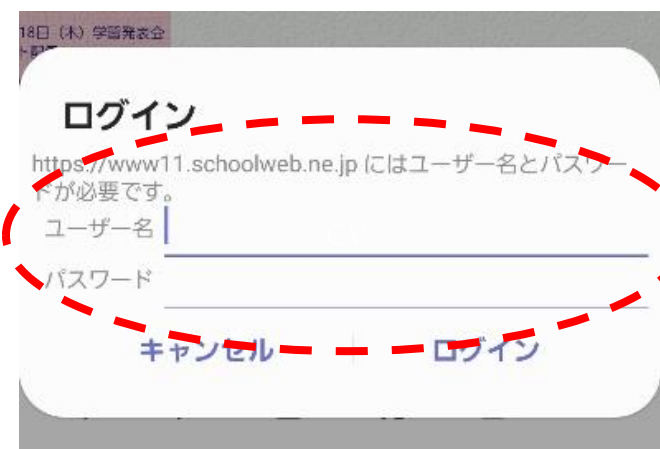 18日（木）学習発表会
ログイン
https://www11.schoolweb.ne.jp にはユーザー名とパスワー
ドが必要です。
ユーザー名
パスワード
キャンセル ログイン